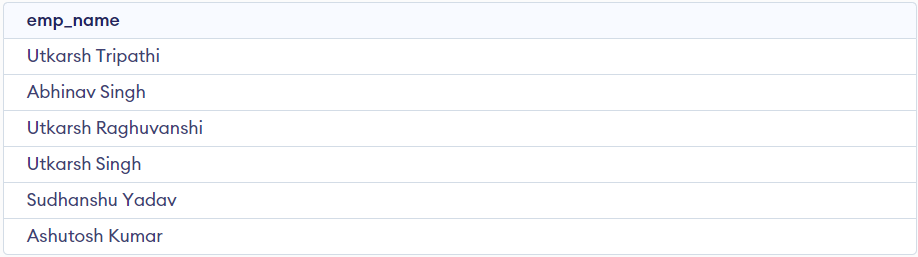 emp_name
Utkarsh Tripathi
Abhinav Singh
Utkarsh Raghuvanshi
Utkarsh Singh
Sudhanshu Yadav
Ashutosh Kumar